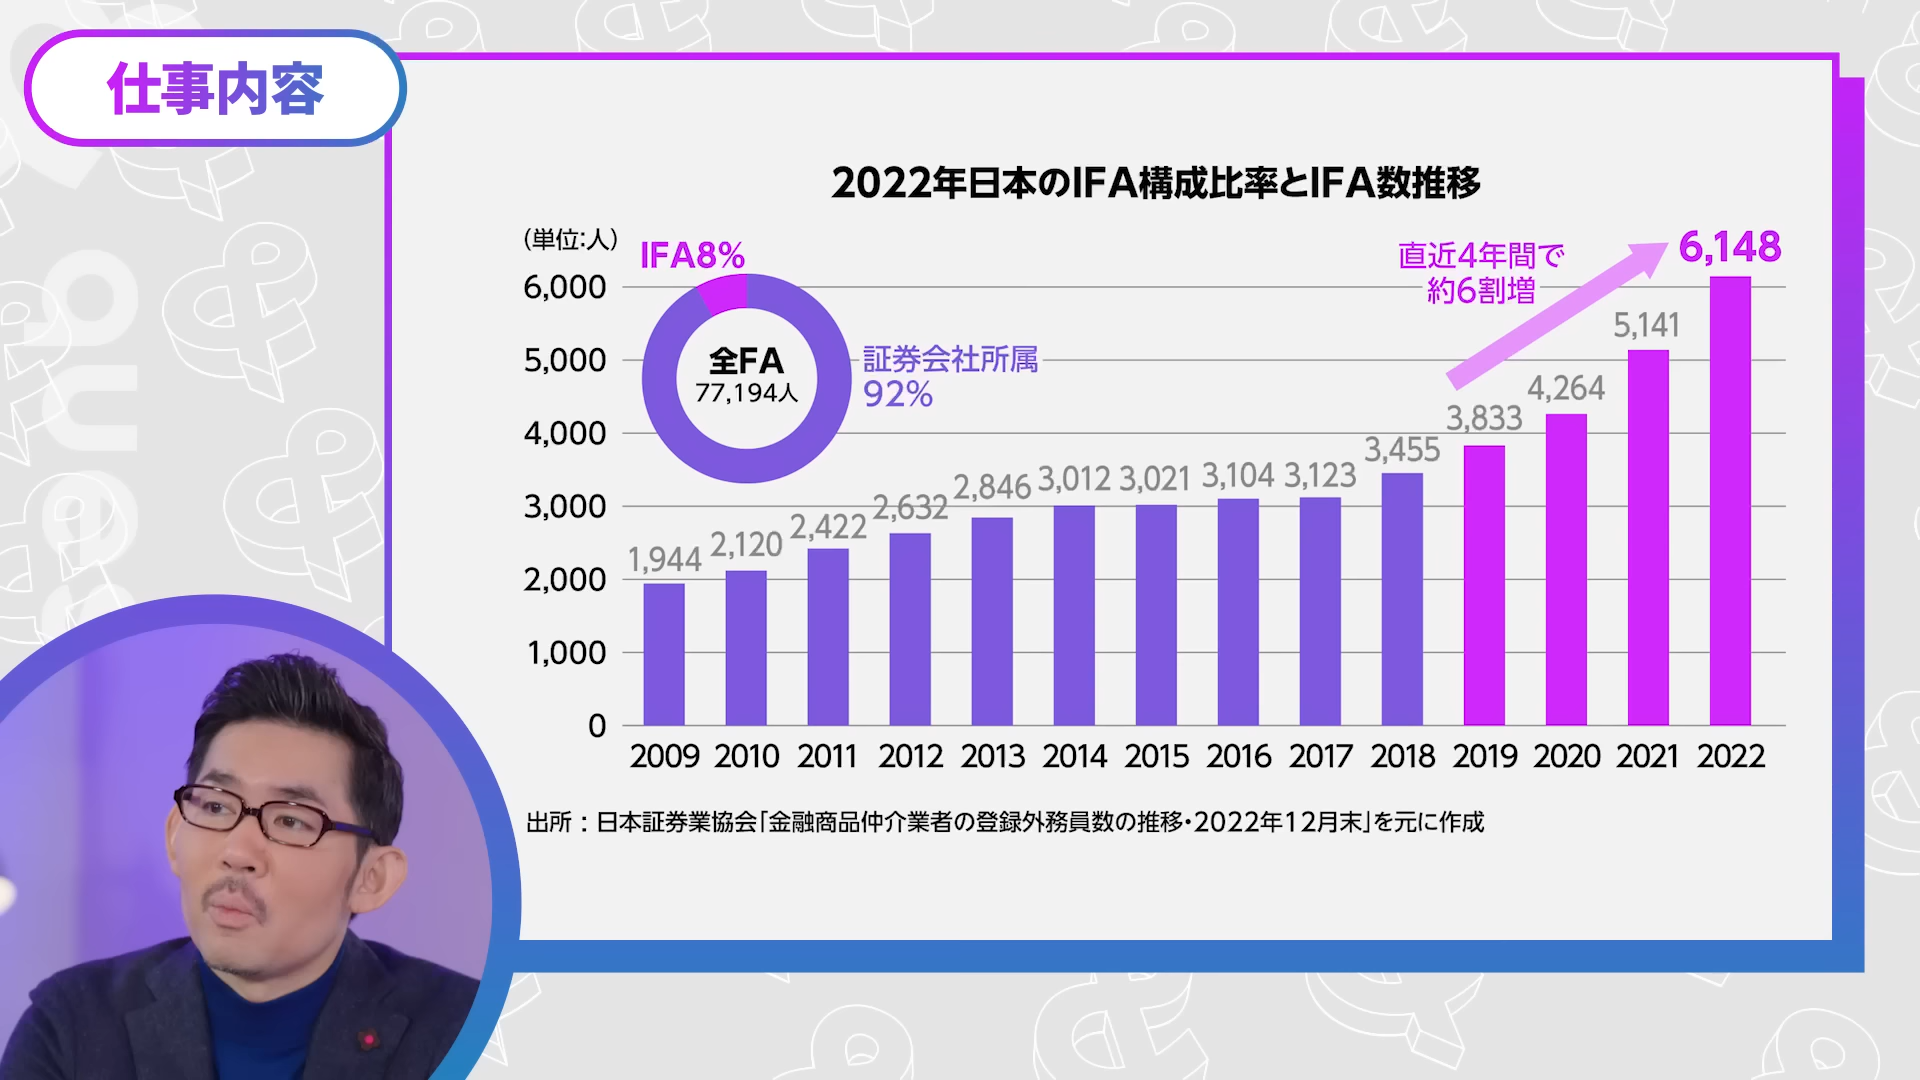 仕事内容
2022年日本のIFA構成比率とIFA数推移
(単位:人)
IFA8%
全FA
77,194人
証券会社所属
92%
直近4年間で
約6割増
6,148
6,000
5,000
4,000
3,000
2,000
1,000
0
1,944 2,120 2,422 2,632 2,846 3,012 3,021 3,104 3,123 3,455 3,833 4,264 5,141
2009 2010 2011 2012 2013 2014 2015 2016 2017 2018 2019 2020 2021 2022
出所：日本証券業協会「金融商品仲介業者の登録外務員数の推移・2022年12月末」を元に作成